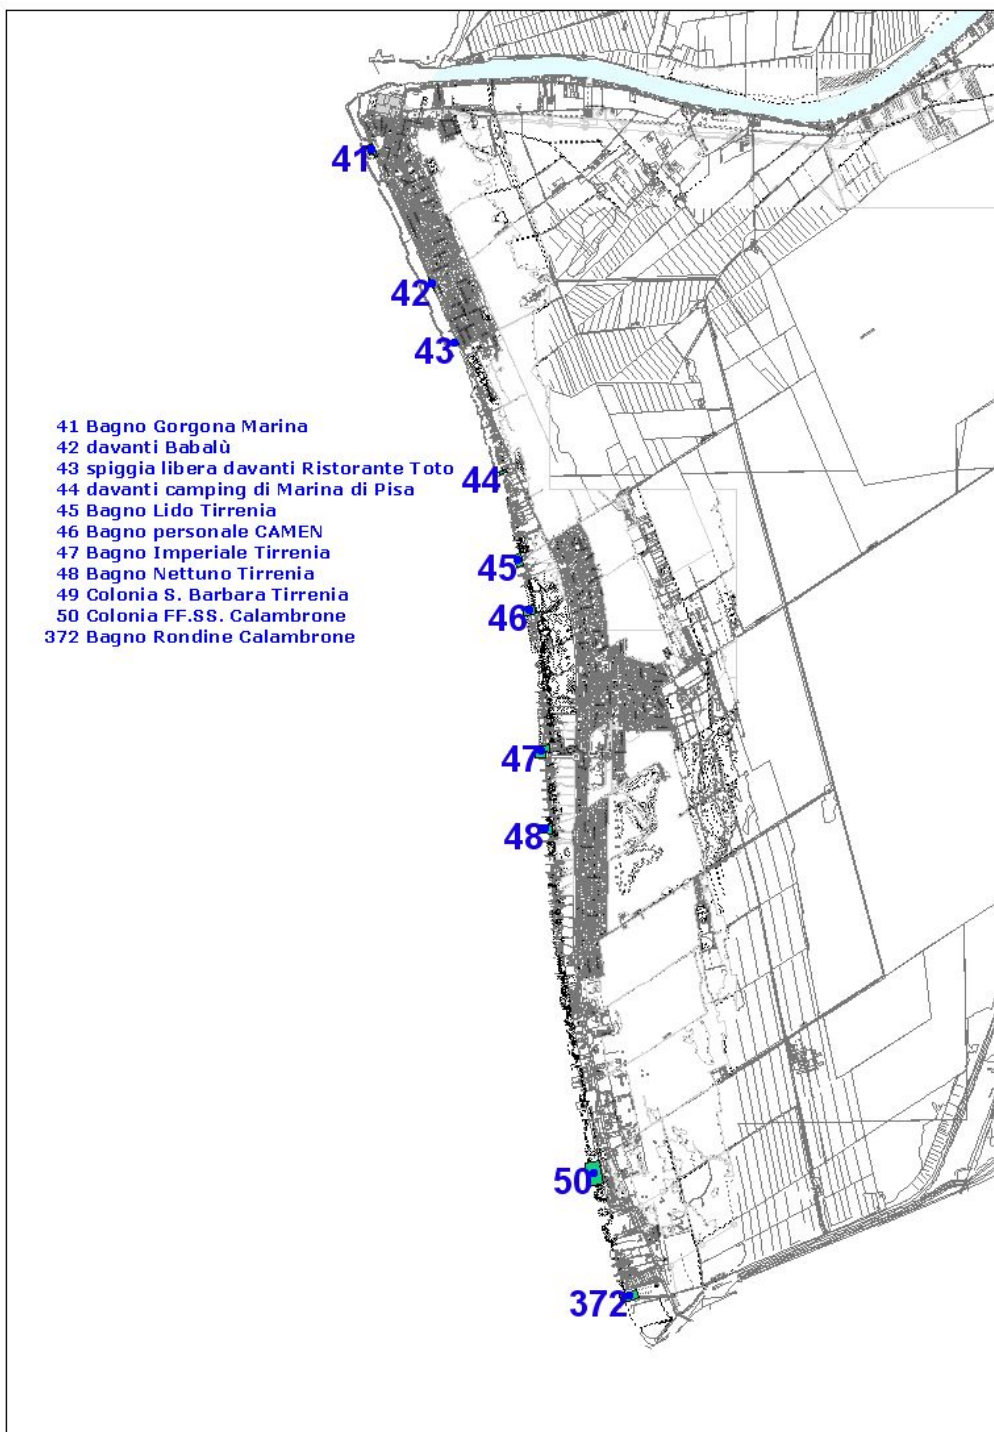 41
42
43
41 Bagno Gorgona Marina
42 davanti Babalù
43 spiggia libera davanti Ristorante Toto
44 davanti camping di Marina di Pisa
45 Bagno Lido Tirrenia
46 Bagno personale CAMEN
47 Bagno Imperiale Tirrenia
48 Bagno Nettuno Tirrenia
49 Colonia S. Barbara Tirrenia
50 Colonia FF.SS. Calambrone
372 Bagno Rondine Calambrone
44
45
46
47
48
50
372